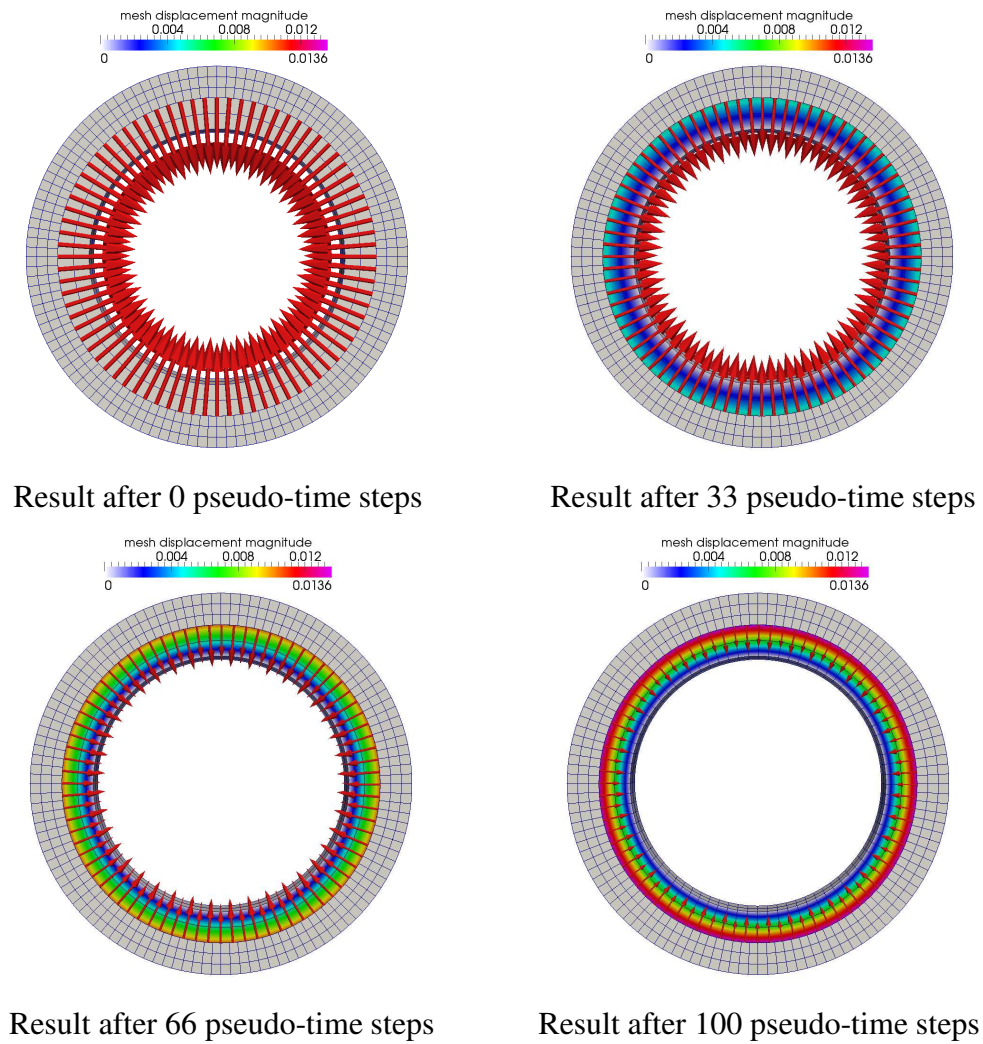 mesh displacement magnitude
0.004 0.008 0.012
0 0.0136
Result after 0 pseudo-time steps
mesh displacement magnitude
0.004 0.008 0.012
0 0.0136
Result after 33 pseudo-time steps
mesh displacement magnitude
0.004 0.008 0.012
0 0.0136
Result after 66 pseudo-time steps
mesh displacement magnitude
0.004 0.008 0.012
0 0.0136
Result after 100 pseudo-time steps